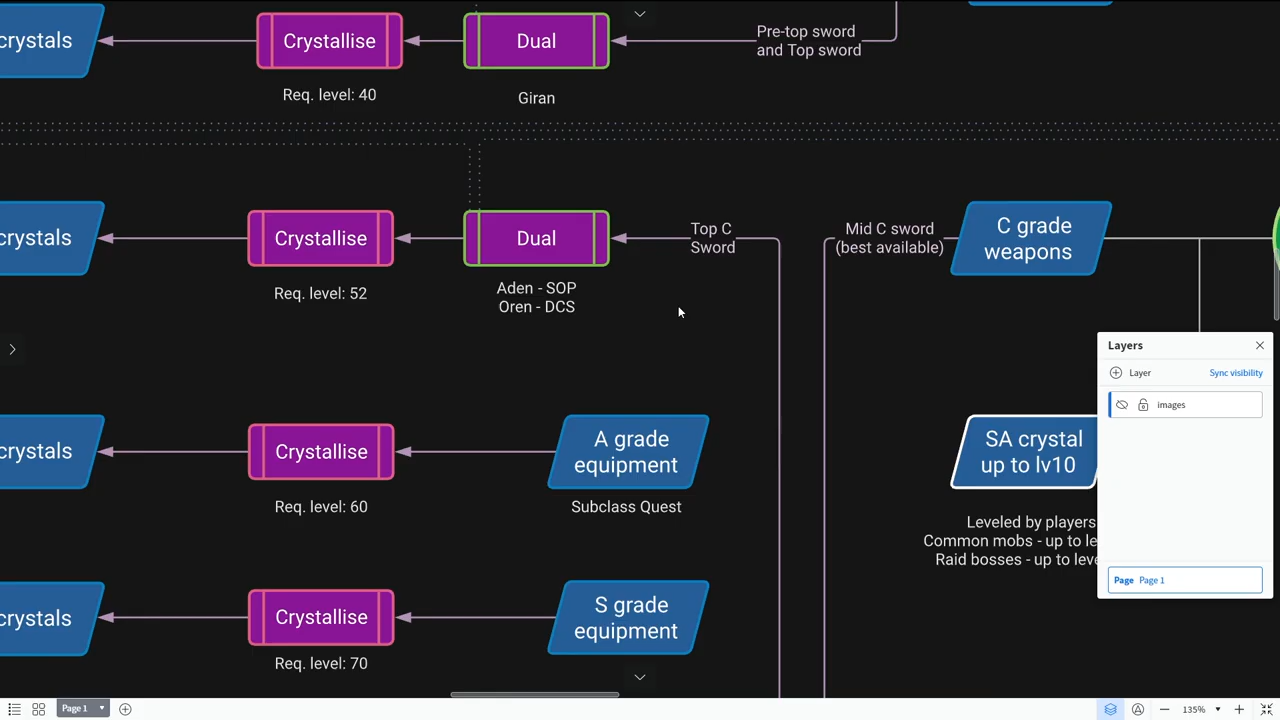 crystals
Crystallise
Dual
Pre-top sword
and Top sword
Req. level: 40
Giran
crystals
Crystallise
Dual
Top C
Sword
Mid C sword
(best available)
C grade
weapons
Req. level: 52
Aden - SOP
Oren - DCS
Layers
Layer
Sync visibility
images
crystals
Crystallise
A grade
equipment
SA crystal
up to lv10
Req. level: 60
Subclass Quest
Leveled by players
Common mobs - up to le
Raid bosses - up to leve
Page Page 1
crystals
Crystallise
S grade
equipment
Req. level: 70
Page 1
135%